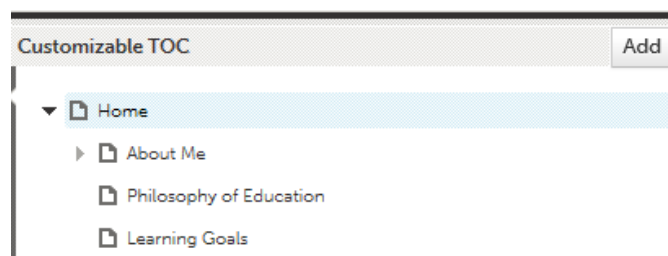 Customizable TOC Add
Home
About Me
Philosophy of Education
Learning Goals